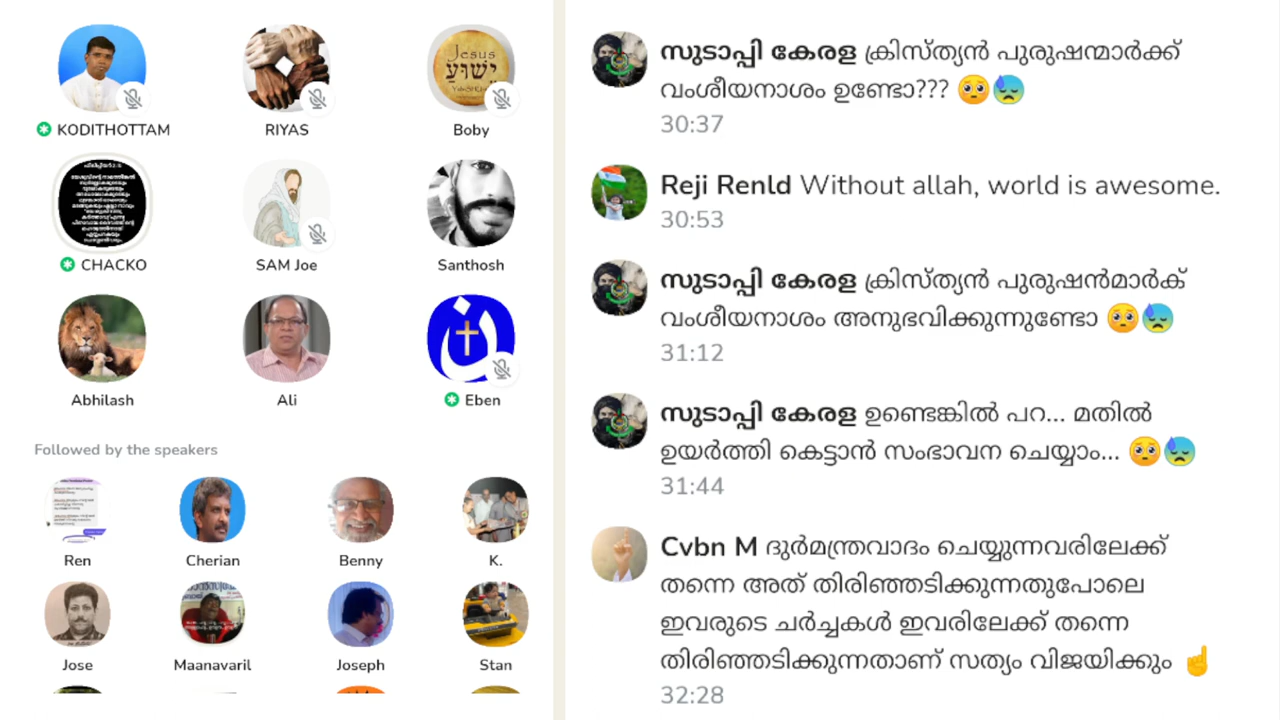 Jesus
ישוע
KODITHOTTAM
RIYAS
Boby
CHACKO
SAM Joe
Santhosh
Abhilash
Ali
Eben
Followed by the speakers
Ren
Cherian
Benny
K.
Jose
Maanavaril
Joseph
Stan
സുടാപ്പി കേരള ക്രിസ്ത്യൻ പുരുഷന്മാർക്ക്
വംശീയനാശം ഉണ്ടോ??? 🥺😓
30:37
Reji Renld Without allah, world is awesome.
30:53
സുടാപ്പി കേരള ക്രിസ്ത്യൻ പുരുഷൻമാർക്
വംശീയനാശം അനുഭവിക്കുന്നുണ്ടോ 🥺😓
31:12
സുടാപ്പി കേരള ഉണ്ടെങ്കിൽ പറ... മതിൽ
ഉയർത്തി കെട്ടാൻ സംഭാവന ചെയ്യാം... 🥺😓
31:44
Cvbn M ദുർമന്ത്രവാദം ചെയ്യുന്നവരിലേക്ക്
തന്നെ അത് തിരിഞ്ഞടിക്കുന്നതുപോലെ
ഇവരുടെ ചർച്ചകൾ ഇവരിലേക്ക് തന്നെ
തിരിഞ്ഞടിക്കുന്നതാണ് സത്യം വിജയിക്കും ☝️
32:28